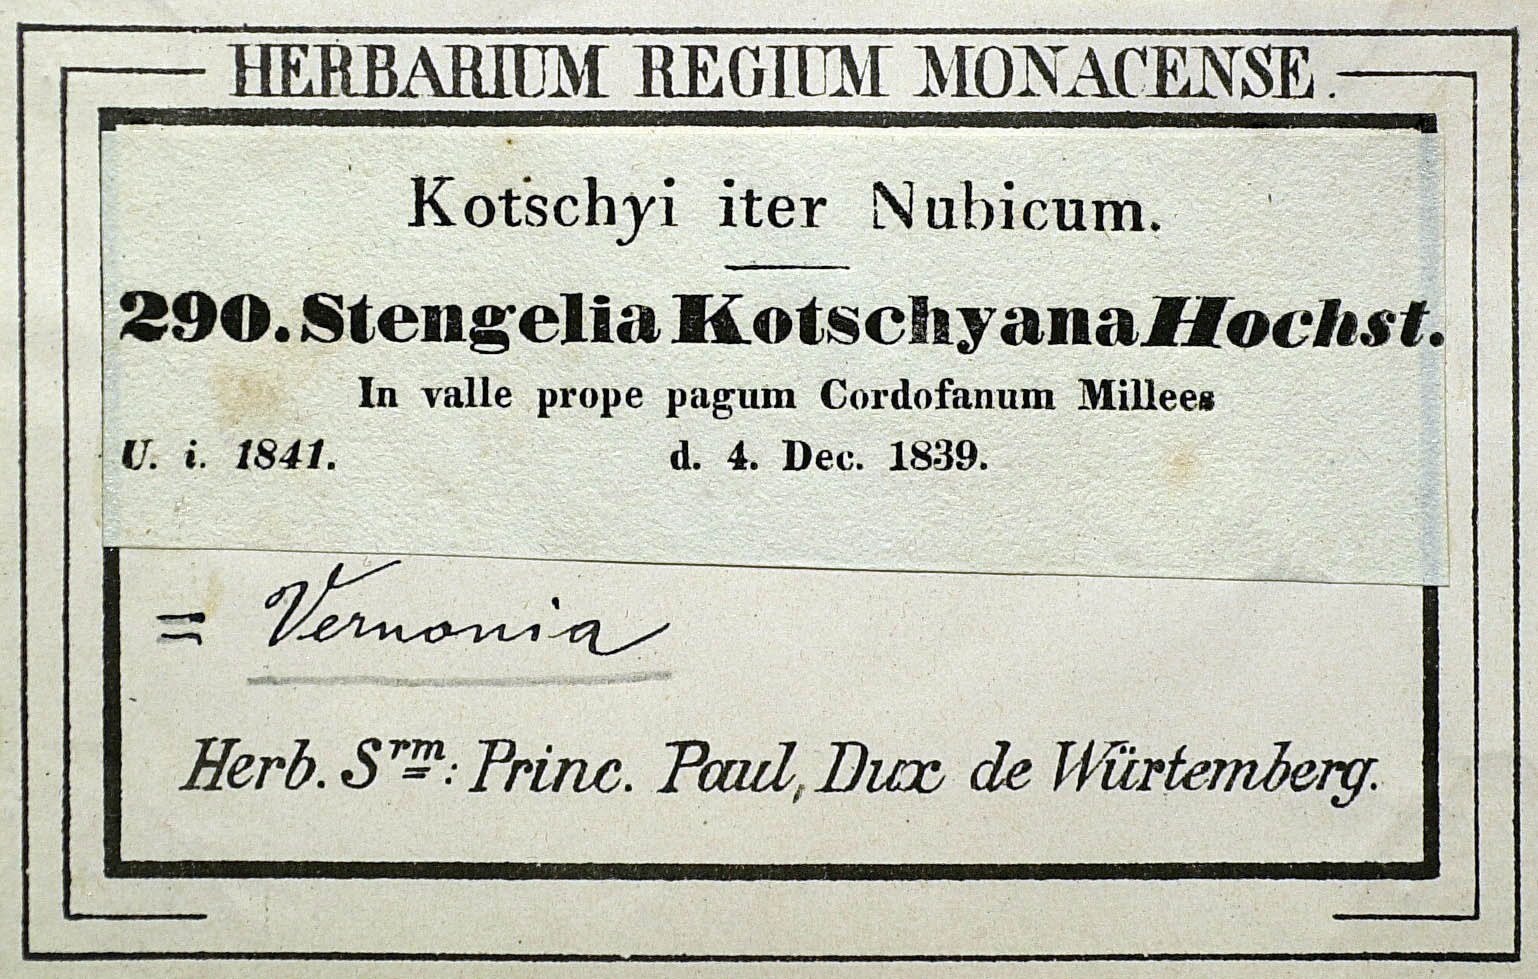 HERBARIUM REGIUM MONACENSE.
Kotschyi iter Nubicum.
290. Stengelia Kotschyana Hochst.
In valle prope pagum Cordofanum Millees
U. i. 1841. d. 4. Dec. 1839.
= Vernonia
Herb. Srm: Princ. Paul, Dux de Würtemberg.